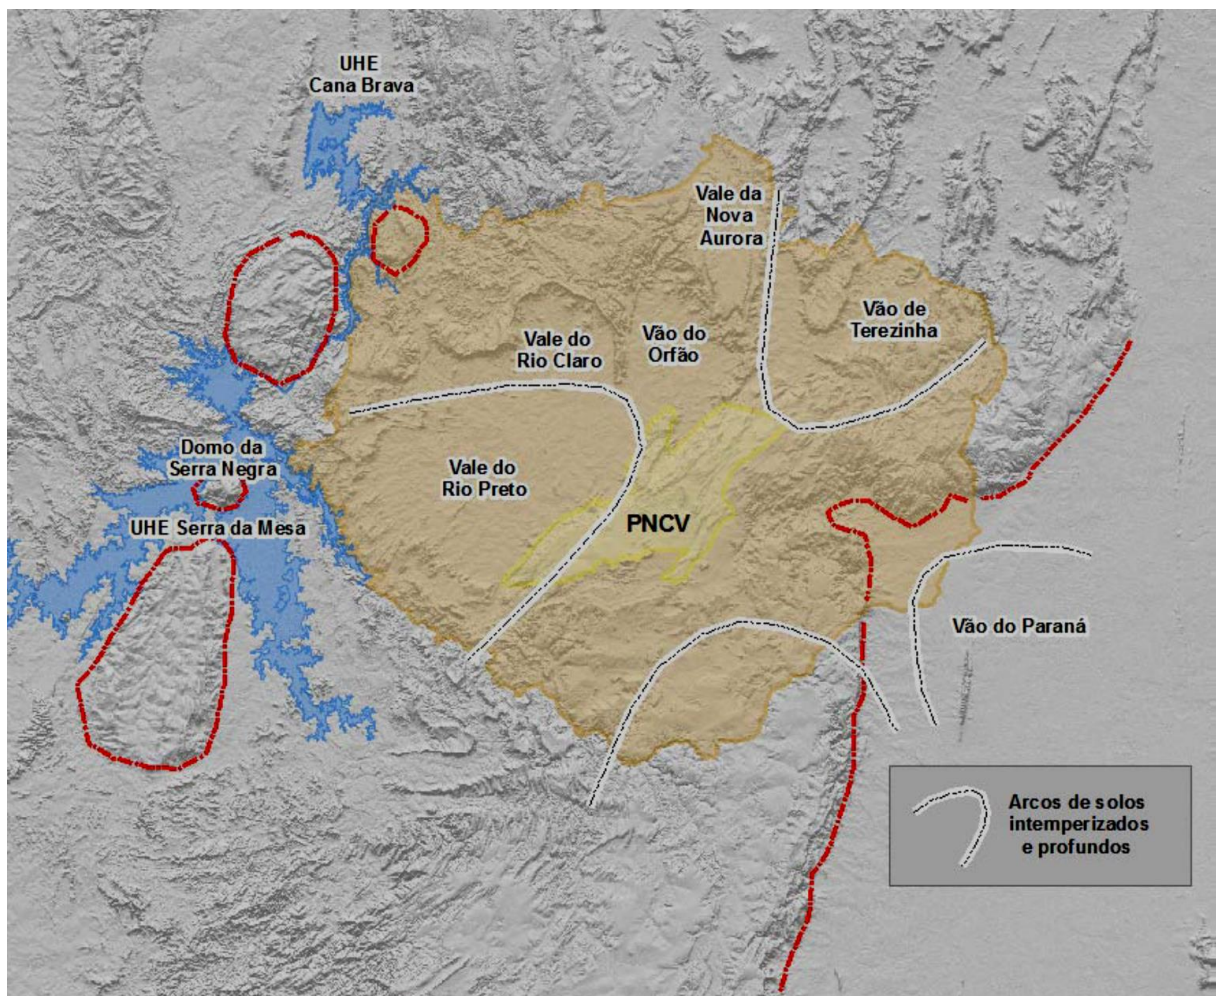 UHE
Cana Brava
Vale da
Nova
Aurora
Vão de
Terezinha
Vale do
Rio Claro
Vão do
Orfão
Domo da
Serra Negra
Vale do
Rio Preto
PNCV
UHE Serra da Mesa
Vão do Paraná
Arcos de solos
intemperizados
e profundos